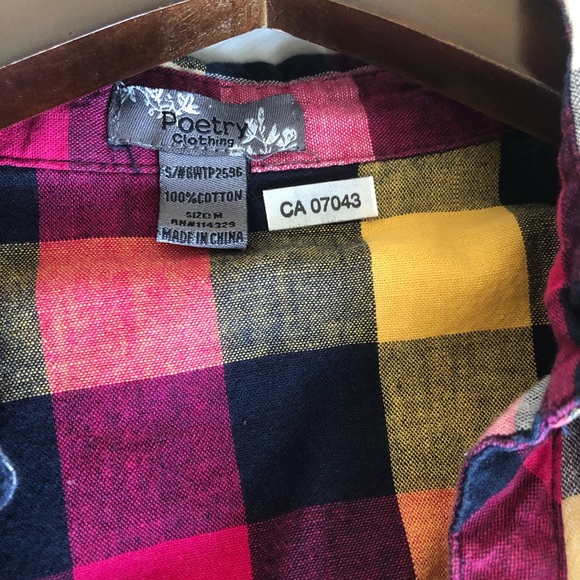 Poetry
Clothing
S/#GWTP2596
100%COTTON
SIZE:M
RN#114329
MADE IN CHINA
CA 07043